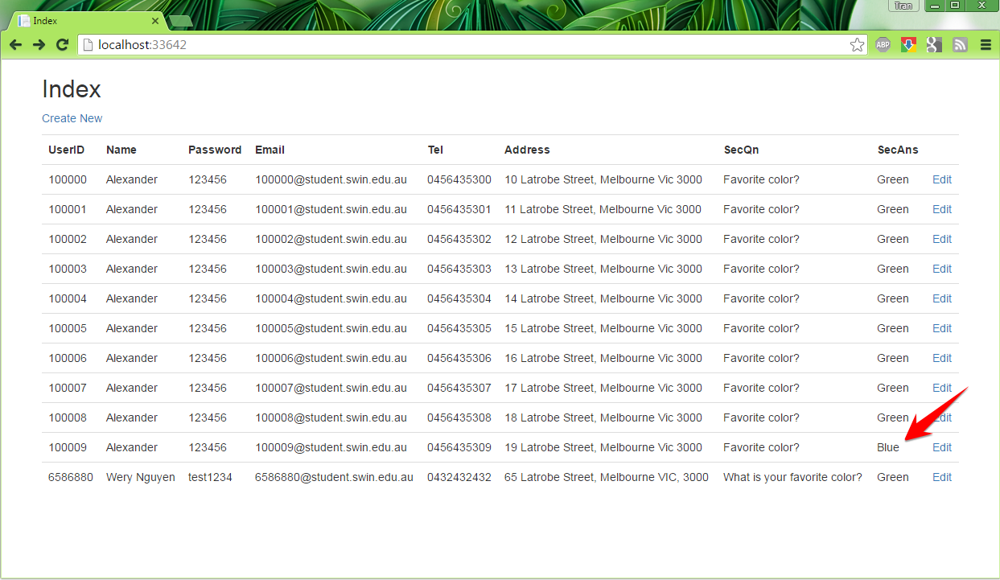 Index
Tran
localhost:33642
ABP
g
Index
Create New
UserID Name Password Email Tel Address SecQn SecAns
100000 Alexander 123456 100000@student.swin.edu.au 0456435300 10 Latrobe Street, Melbourne Vic 3000 Favorite color? Green Edit
100001 Alexander 123456 100001@student.swin.edu.au 0456435301 11 Latrobe Street, Melbourne Vic 3000 Favorite color? Green Edit
100002 Alexander 123456 100002@student.swin.edu.au 0456435302 12 Latrobe Street, Melbourne Vic 3000 Favorite color? Green Edit
100003 Alexander 123456 100003@student.swin.edu.au 0456435303 13 Latrobe Street, Melbourne Vic 3000 Favorite color? Green Edit
100004 Alexander 123456 100004@student.swin.edu.au 0456435304 14 Latrobe Street, Melbourne Vic 3000 Favorite color? Green Edit
100005 Alexander 123456 100005@student.swin.edu.au 0456435305 15 Latrobe Street, Melbourne Vic 3000 Favorite color? Green Edit
100006 Alexander 123456 100006@student.swin.edu.au 0456435306 16 Latrobe Street, Melbourne Vic 3000 Favorite color? Green Edit
100007 Alexander 123456 100007@student.swin.edu.au 0456435307 17 Latrobe Street, Melbourne Vic 3000 Favorite color? Green Edit
100008 Alexander 123456 100008@student.swin.edu.au 0456435308 18 Latrobe Street, Melbourne Vic 3000 Favorite color? Green Edit
100009 Alexander 123456 100009@student.swin.edu.au 0456435309 19 Latrobe Street, Melbourne Vic 3000 Favorite color? Blue Edit
6586880 Wery Nguyen test1234 6586880@student.swin.edu.au 0432432432 65 Latrobe Street, Melbourne VIC, 3000 What is your favorite color? Green Edit